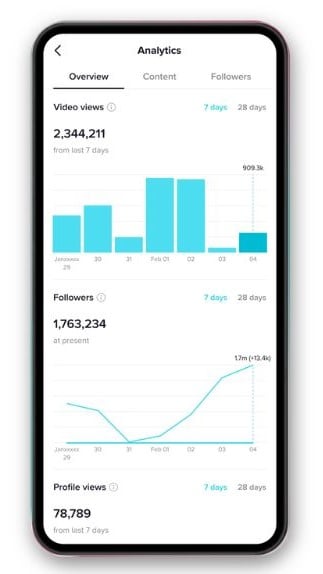 Analytics
Overview Content Followers
Video views 7 days 28 days
2,344,211
from last 7 days
909.3k
30 31 Feb 01 02 03 04
29
Followers 7 days 28 days
1,763,234
at present
1.7m (+13.4k)
30 31 Feb 01 02 03 04
29
Profile views 7 days 28 days
78,789
from last 7 days